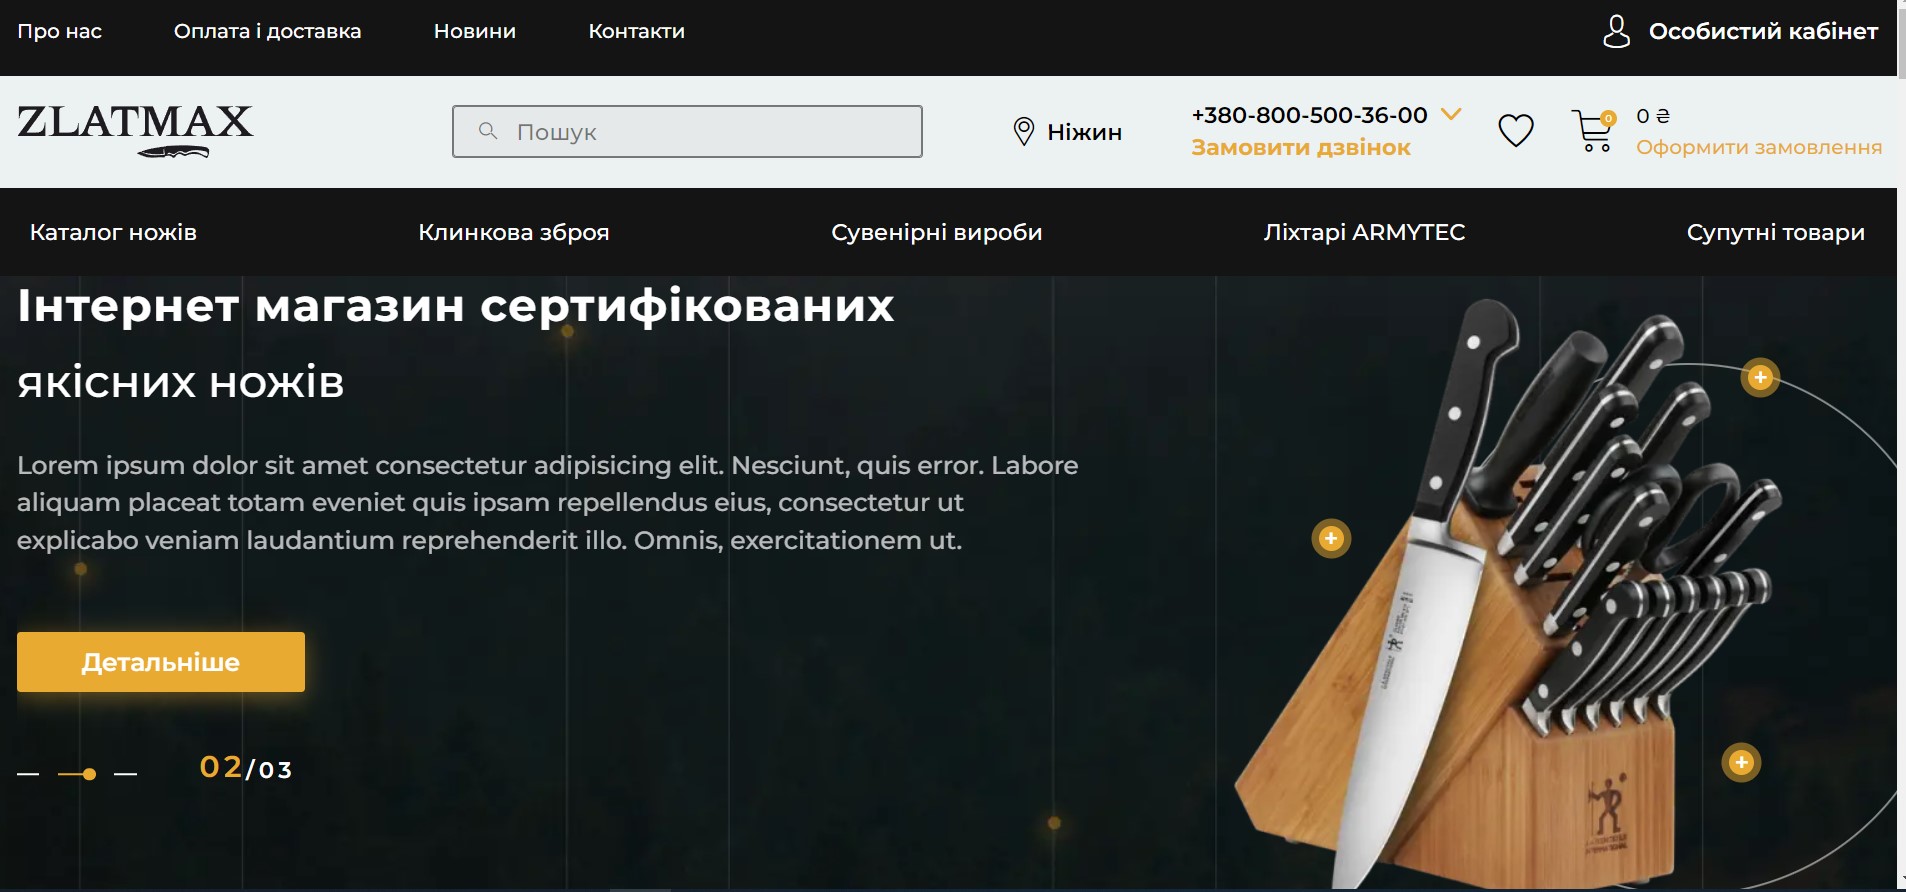 Про нас Оплата і доставка Новини Контакти Особистий кабінет
ZLATMAX Пошук Ніжин +380-800-500-36-00 0 0 ₴
Замовити дзвінок Оформити замовлення
Каталог ножів Клинкова зброя Сувенірні вироби Ліхтарі ARMYTEC Супутні товари
Інтернет магазин сертифікованих
якісних ножів
Lorem ipsum dolor sit amet consectetur adipisicing elit. Nesciunt, quis error. Labore
aliquam placeat totam eveniet quis ipsam repellendus eius, consectetur ut
explicabo veniam laudantium reprehenderit illo. Omnis, exercitationem ut.
Детальніше
02/03